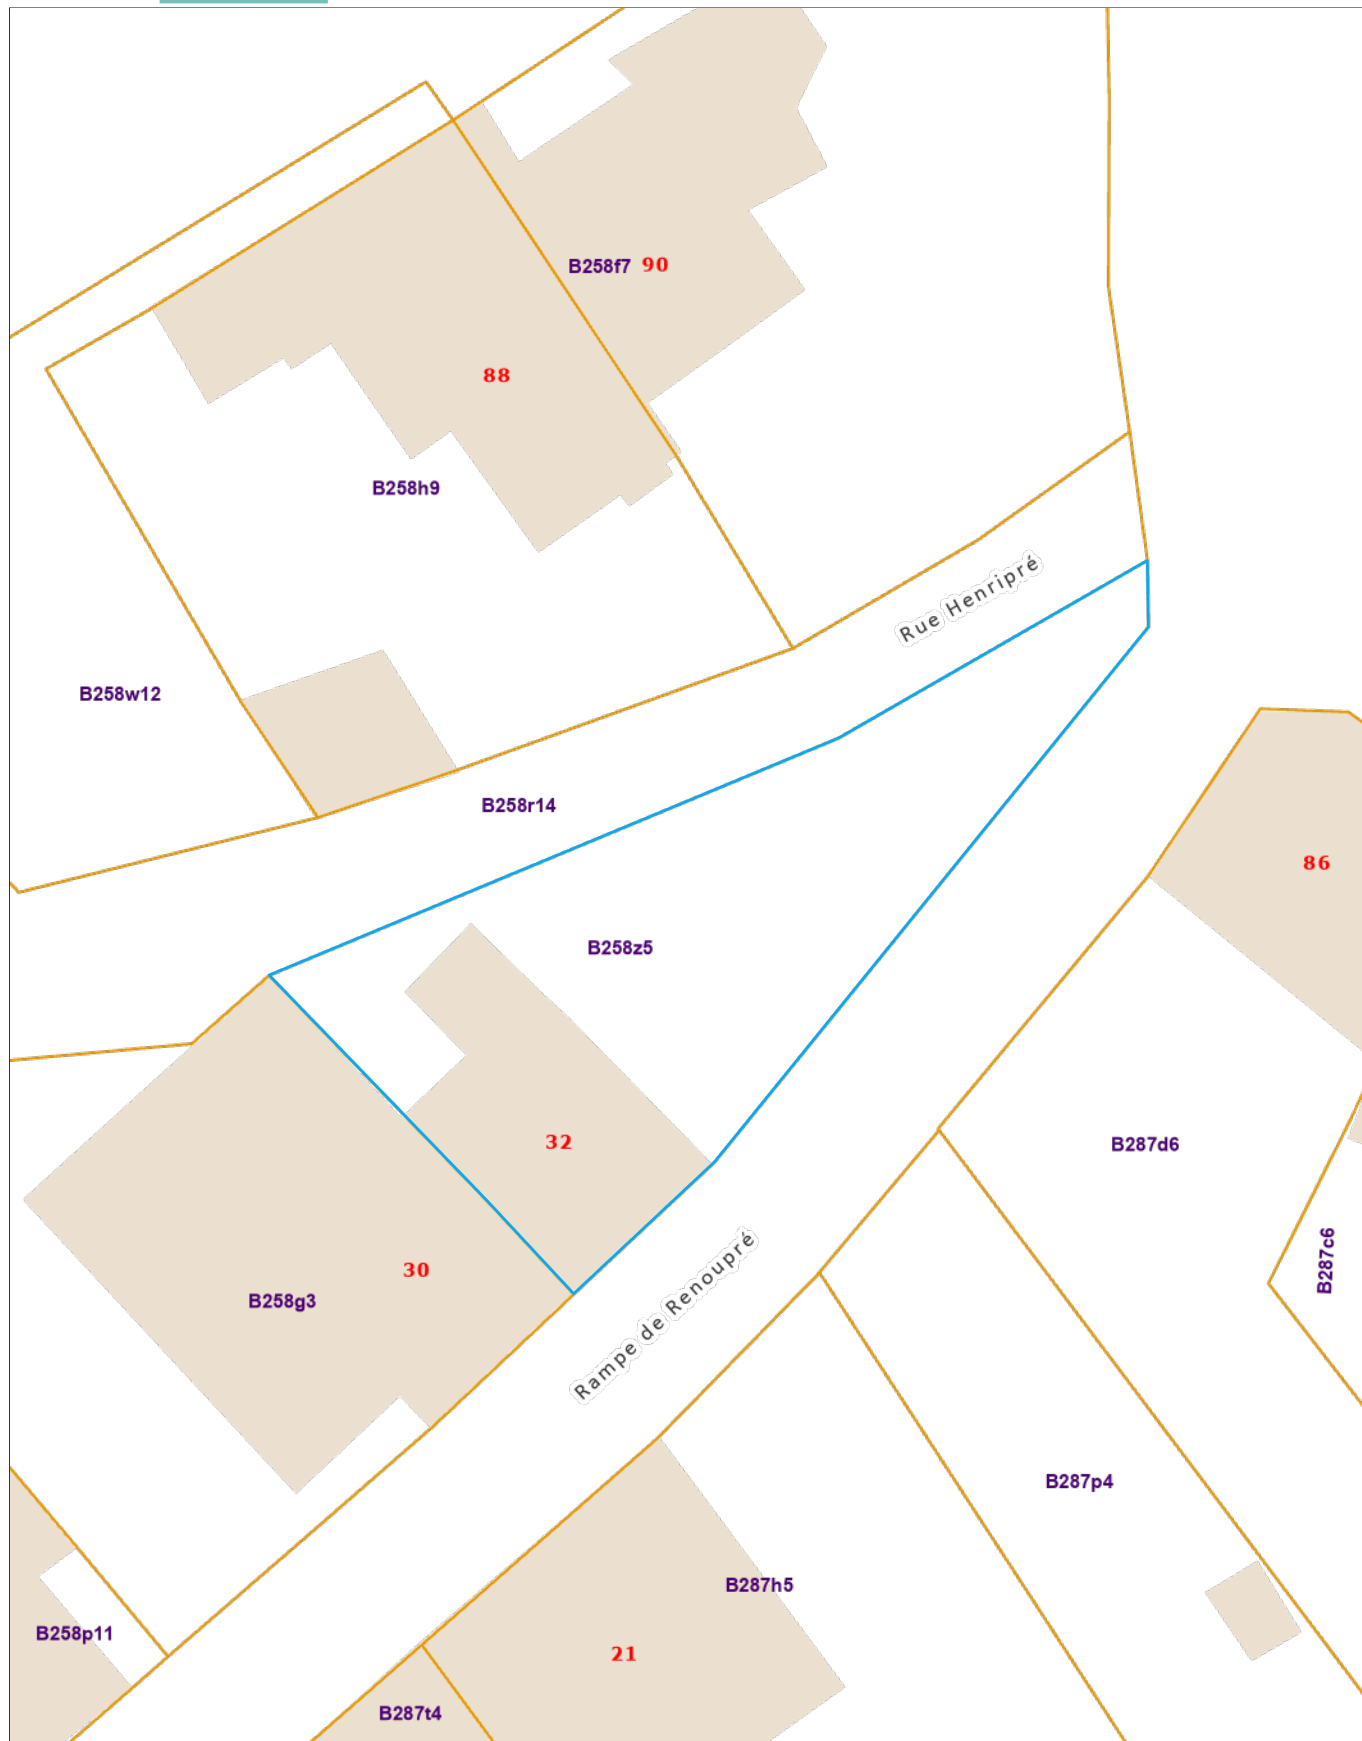 B258f7 90
88
B258h9
Rue Henripré
B258w12
B258r14
86
B258z5
32
B287d6
B287c6
30
B258g3
Rampe de Renoupré
B287p4
B287h5
B258p11
21
B287t4